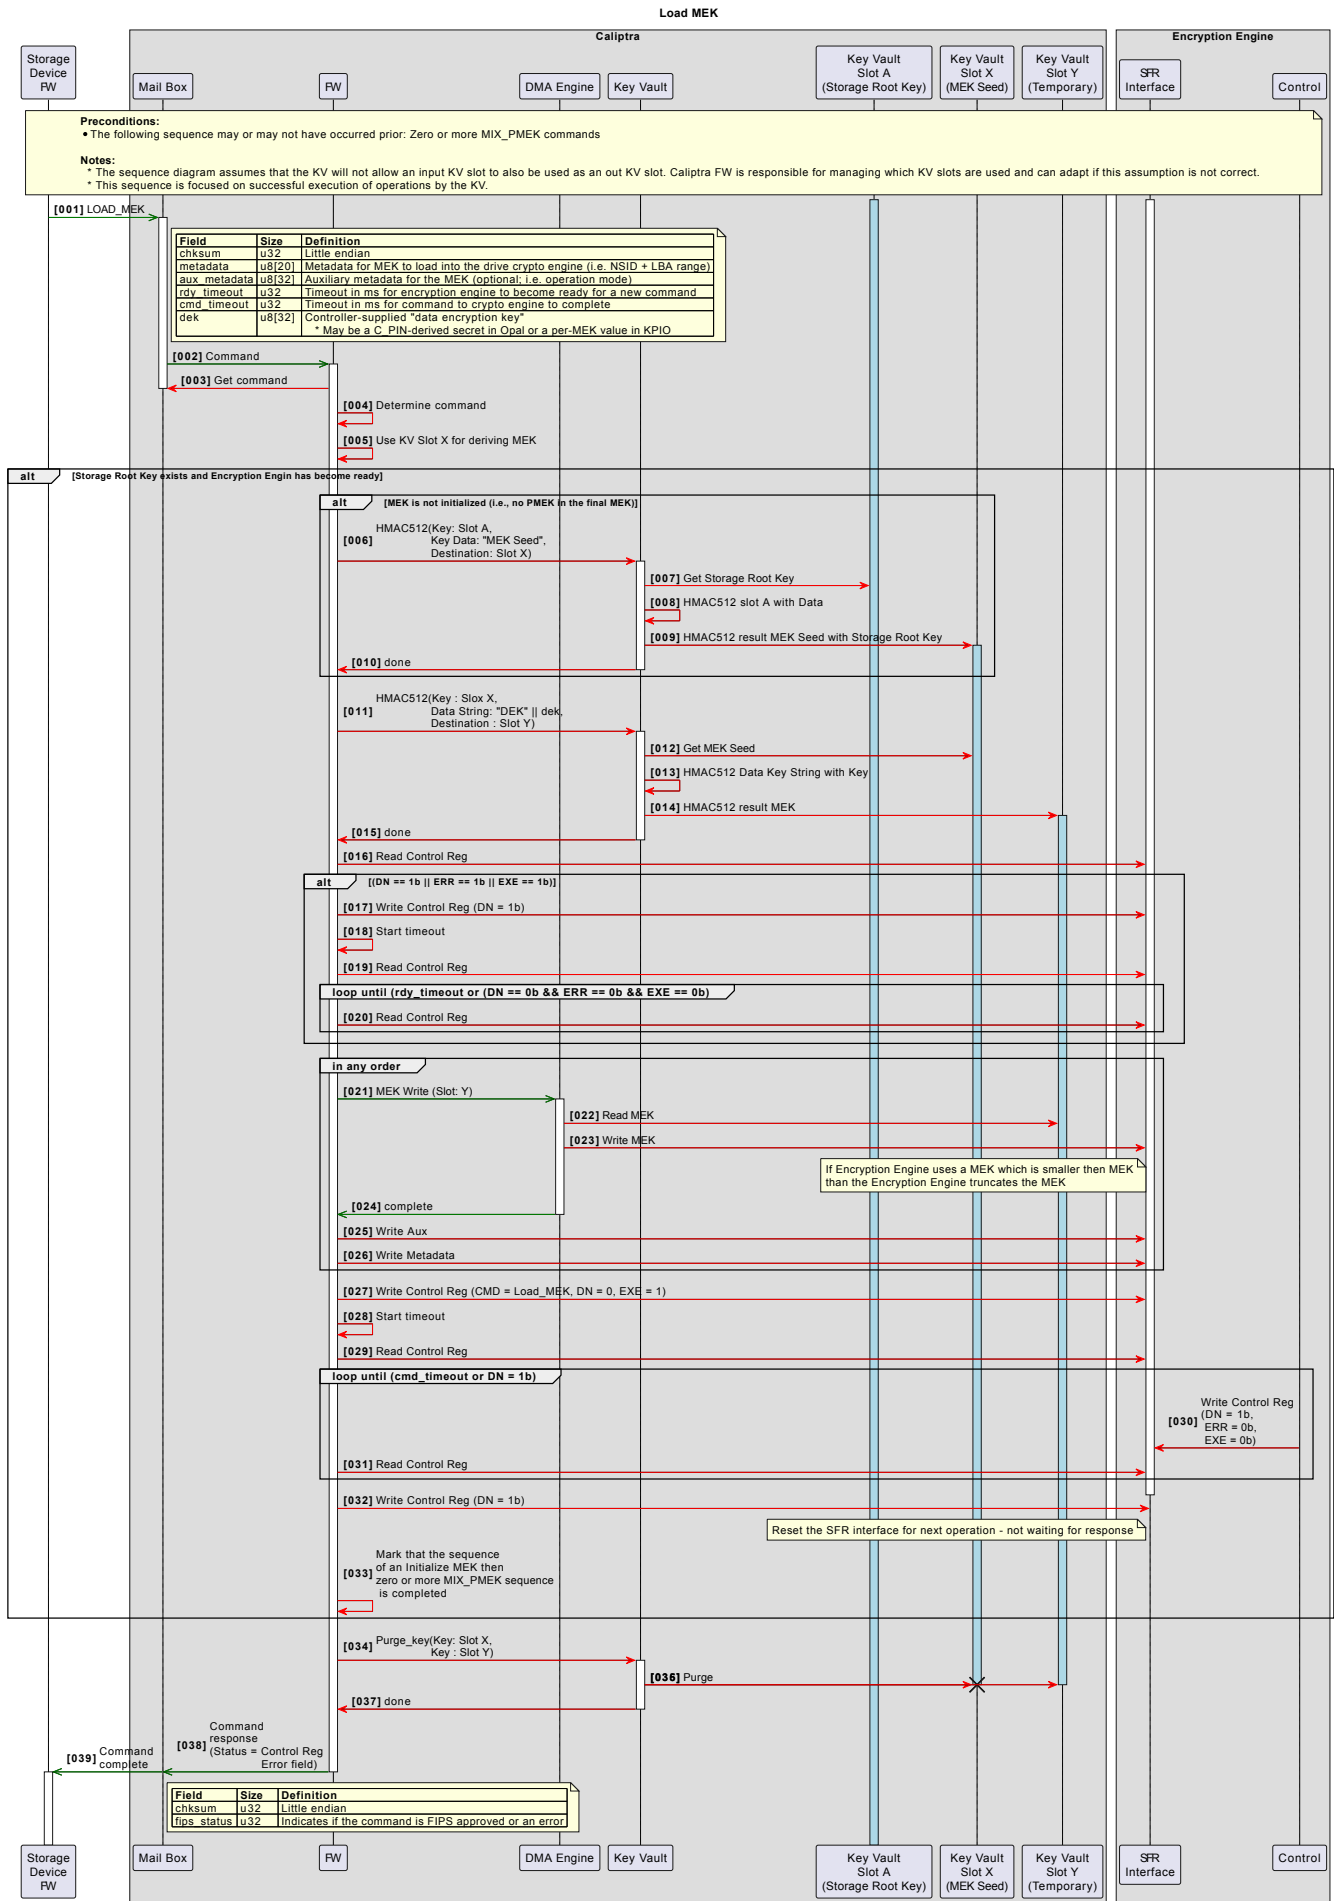 Load MEK
Caliptra
Encryption Engine
Storage
Device
FW
Mail Box
FW
DMA Engine
Key Vault
Key Vault
Slot A
(Storage Root Key)
Key Vault
Slot X
(MEK Seed)
Key Vault
Slot Y
(Temporary)
SFR
Interface
Control
Preconditions:
• The following sequence may or may not have occurred prior: Zero or more MIX_PMEK commands
Notes:
* The sequence diagram assumes that the KV will not allow an input KV slot to also be used as an out KV slot. Caliptra FW is responsible for managing which KV slots are used and can adapt if this assumption is not correct.
* This sequence is focused on successful execution of operations by the KV.
[001] LOAD_MEK
Field Size Definition
chksum u32 Little endian
metadata u8[20] Metadata for MEK to load into the drive crypto engine (i.e. NSID + LBA range)
aux_metadata u8[32] Auxiliary metadata for the MEK (optional; i.e. operation mode)
rdy_timeout u32 Timeout in ms for encryption engine to become ready for a new command
cmd_timeout u32 Timeout in ms for command to crypto engine to complete
dek u8[32] Controller-supplied "data encryption key"
* May be a C_PIN-derived secret in Opal or a per-MEK value in KPIO
[002] Command
[003] Get command
[004] Determine command
[005] Use KV Slot X for deriving MEK
alt [Storage Root Key exists and Encryption Engin has become ready]
alt [MEK is not initialized (i.e., no PMEK in the final MEK)]
HMAC512(Key: Slot A,
[006] Key Data: "MEK Seed",
Destination: Slot X)
[007] Get Storage Root Key
[008] HMAC512 slot A with Data
[009] HMAC512 result MEK Seed with Storage Root Key
[010] done
HMAC512(Key : Slox X,
[011] Data String: "DEK" || dek,
Destination : Slot Y)
[012] Get MEK Seed
[013] HMAC512 Data Key String with Key
[014] HMAC512 result MEK
[015] done
[016] Read Control Reg
alt [(DN == 1b || ERR == 1b || EXE == 1b)]
[017] Write Control Reg (DN = 1b)
[018] Start timeout
[019] Read Control Reg
loop until (rdy_timeout or (DN == 0b && ERR == 0b && EXE == 0b)
[020] Read Control Reg
in any order
[021] MEK Write (Slot: Y)
[022] Read MEK
[023] Write MEK
If Encryption Engine uses a MEK which is smaller then MEK
than the Encryption Engine truncates the MEK
[024] complete
[025] Write Aux
[026] Write Metadata
[027] Write Control Reg (CMD = Load_MEK, DN = 0, EXE = 1)
[028] Start timeout
[029] Read Control Reg
loop until (cmd_timeout or DN = 1b)
Write Control Reg
[030] (DN = 1b,
ERR = 0b,
EXE = 0b)
[031] Read Control Reg
[032] Write Control Reg (DN = 1b)
Reset the SFR interface for next operation - not waiting for response
Mark that the sequence
of an Initialize MEK then
[033] zero or more MIX_PMEK sequence
is completed
[034] Purge_key(Key: Slot X,
Key : Slot Y)
[036] Purge
[037] done
Command
response
[038] (Status = Control Reg
Error field)
[039] Command
complete
Field Size Definition
chksum u32 Little endian
fips_status u32 Indicates if the command is FIPS approved or an error
Storage
Device
FW
Mail Box
FW
DMA Engine
Key Vault
Key Vault
Slot A
(Storage Root Key)
Key Vault
Slot X
(MEK Seed)
Key Vault
Slot Y
(Temporary)
SFR
Interface
Control